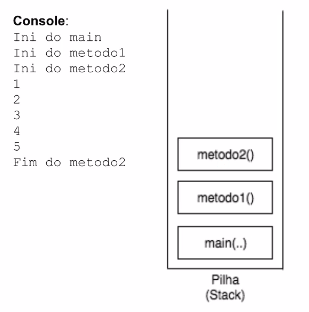 Console:
Ini do main
Ini do metodo1
Ini do metodo2
1
2
3
4
5
Fim do metodo2
metodo2()
metodo1()
main(..)
Pilha
(Stack)